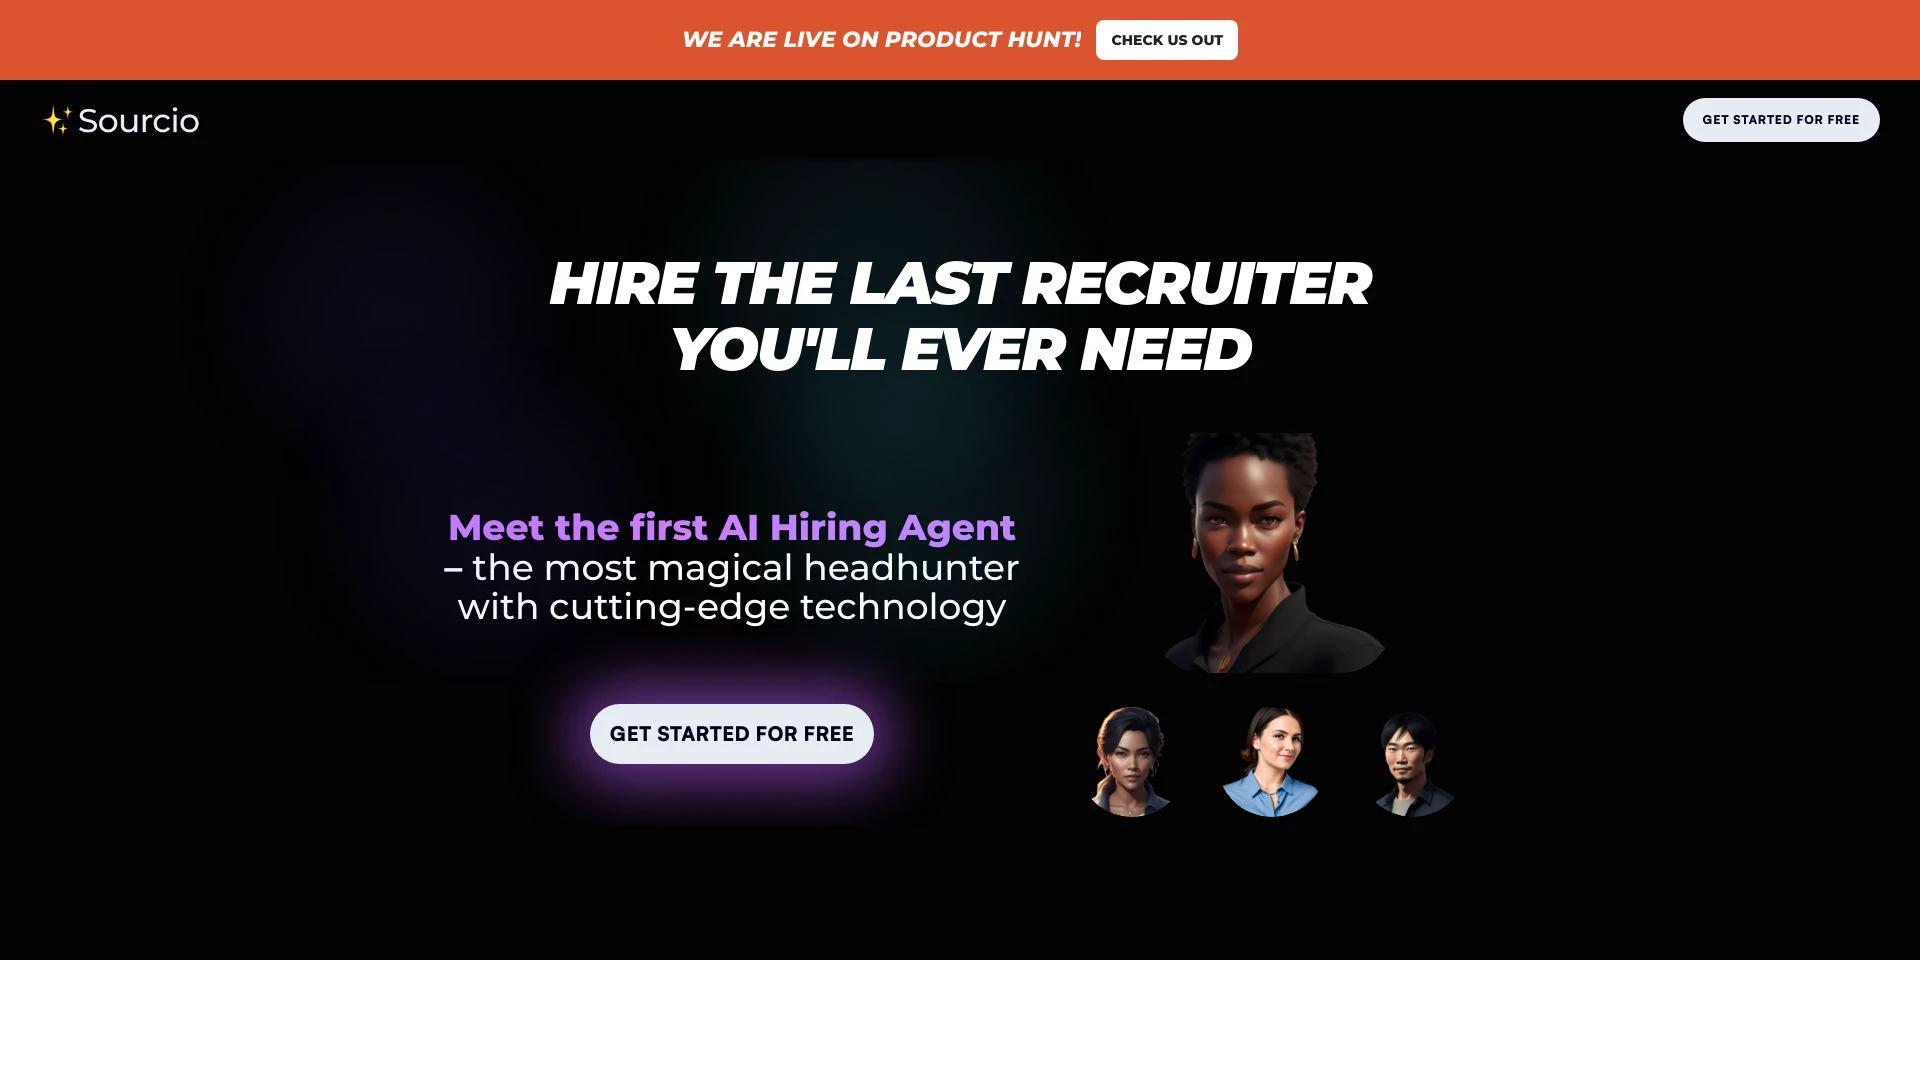 WE ARE LIVE ON PRODUCT HUNT!
CHECK US OUT
Sourcio
GET STARTED FOR FREE
HIRE THE LAST RECRUITER
YOU'LL EVER NEED
Meet the first AI Hiring Agent
– the most magical headhunter
with cutting-edge technology
GET STARTED FOR FREE